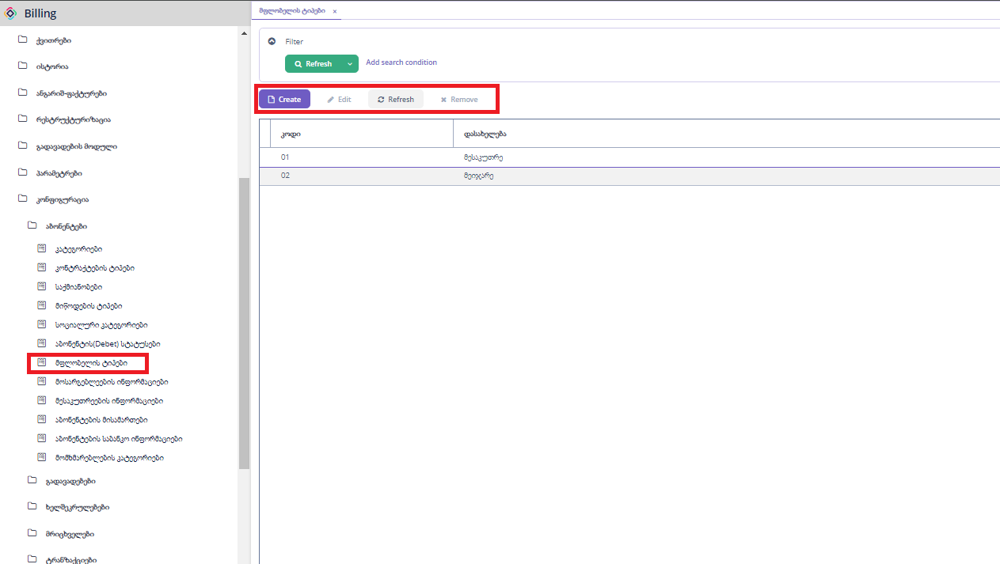 Billing
ქვითრები
ისტორია
ანგარიშ-ფაქტურები
რესტრუქტურიზაცია
გადავადების მოდული
პარამეტრები
კონფიგურაცია
აბონენტები
კატეგორიები
კონტრაქტების ტიპები
საქმიანობები
მიწოდების ტიპები
სოციალური კატეგორიები
აბონენტის(Debet) სტატუსები
მფლობელის ტიპები
მოსარგებლეების ინფორმაციები
მესაკუთრეების ინფორმაციები
აბონენტების მისამართები
აბონენტების საბანკო ინფორმაციები
მომხმარებლების კატეგორიები
გადავადებები
ხელშეკრულებები
მრიცხველები
ტრანზაქციები
მფლობელის ტიპები ×
Filter
Refresh Add search condition
Create Edit Refresh Remove
კოდი დასახელება
01 მესაკუთრე
02 მეიჯარე